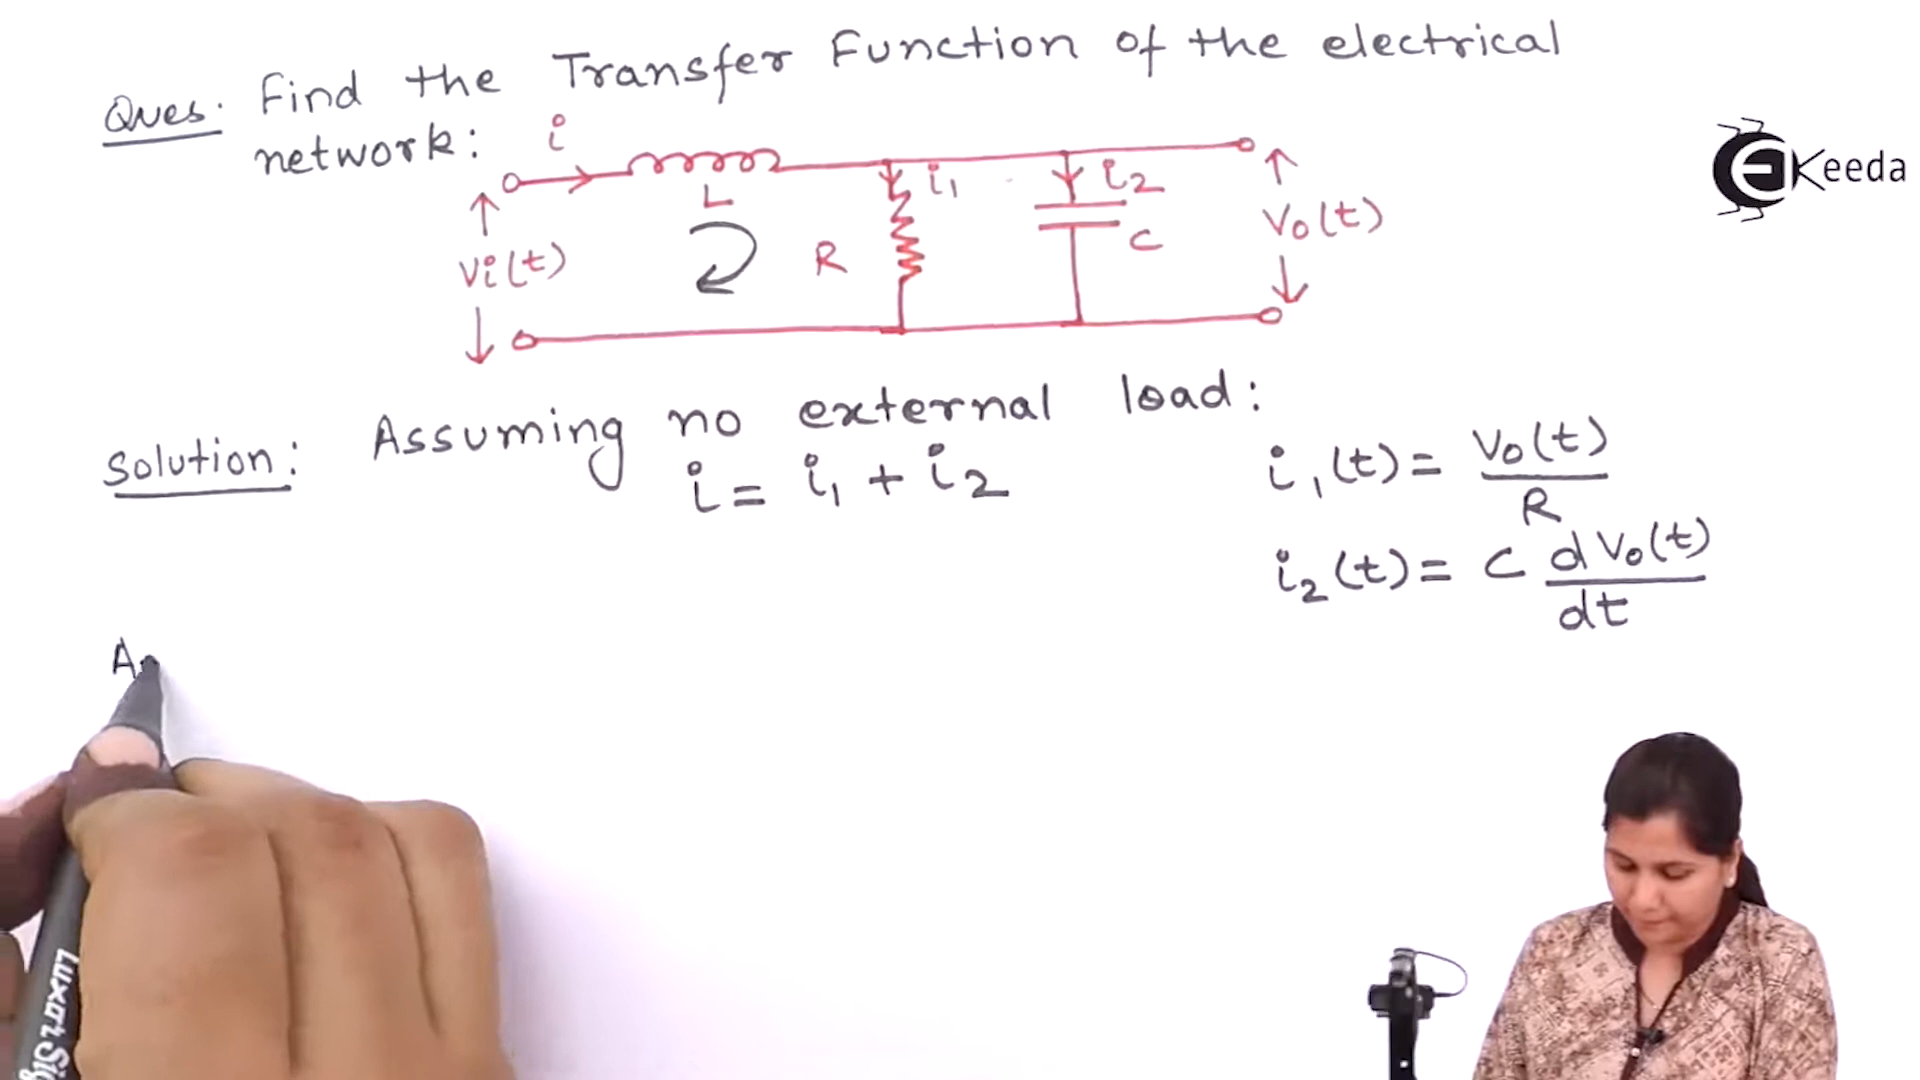 Ques. Find the Transfer Function of the electrical
network:
i
L
i1
i2
Vi(t)
R
C
Vo(t)
EKeeda
Solution: Assuming no external load:
i = i1 + i2
i1(t) = Vo(t)/R
i2(t) = C dVo(t)/dt
Luxor